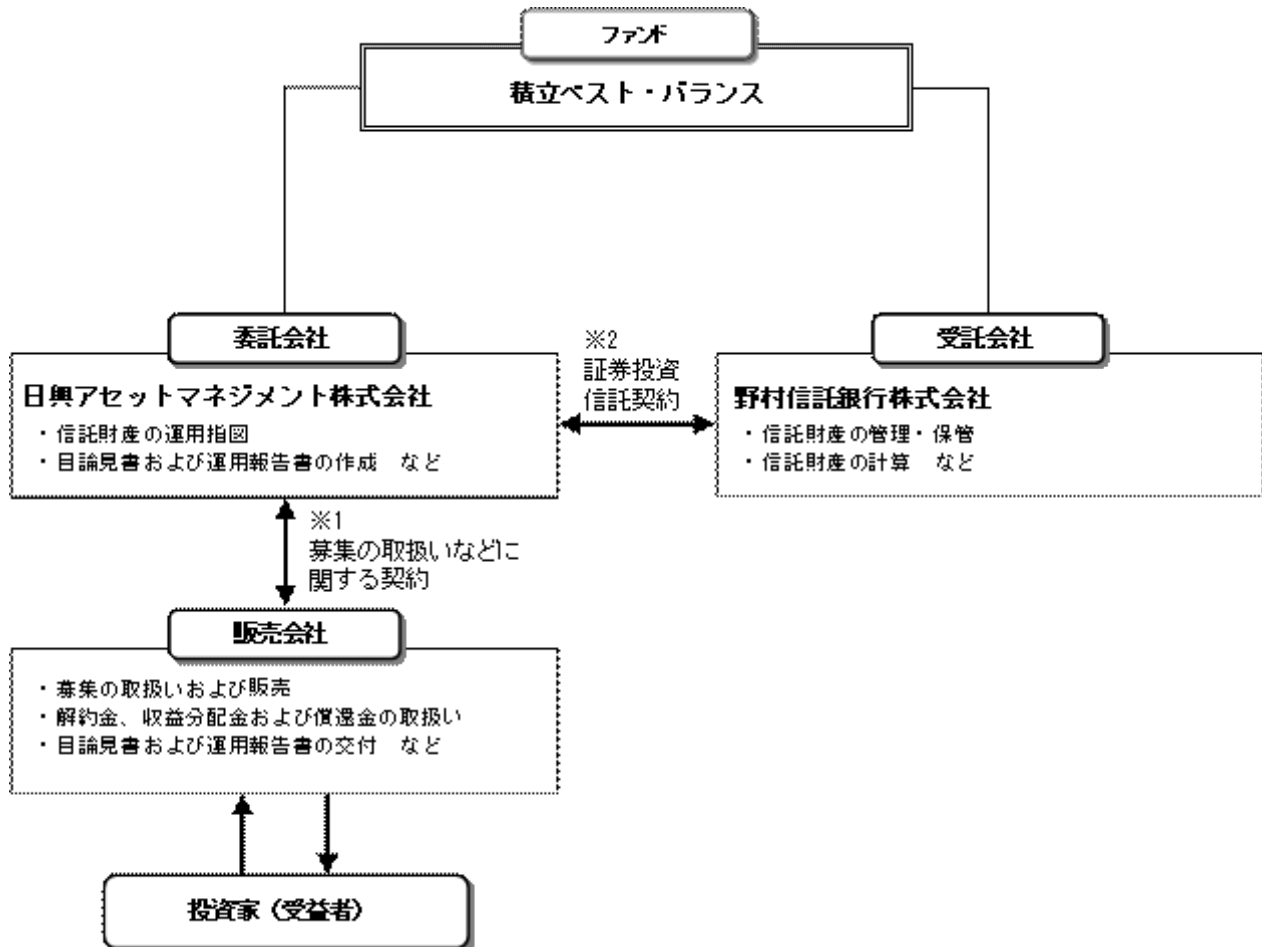 ファンド
積立ベスト・バランス
委託会社
日興アセットマネジメント株式会社
・信託財産の運用指図
・目論見書および運用報告書の作成　など
※2
証券投資
信託契約
受託会社
野村信託銀行株式会社
・信託財産の管理・保管
・信託財産の計算　など
※1
募集の取扱いなどに
関する契約
販売会社
・募集の取扱いおよび販売
・解約金、収益分配金および償還金の取扱い
・目論見書および運用報告書の交付　など
投資家（受益者）